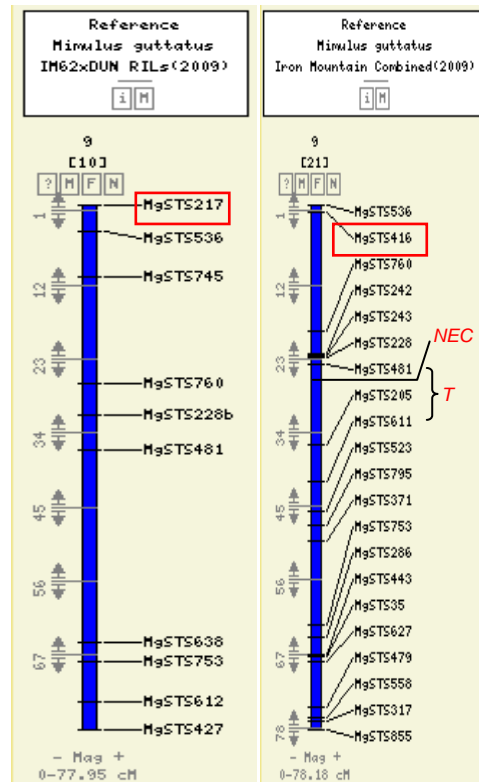 Reference
Mimulus guttatus
IM62xDUN RILs(2009)
i M
9
[10]
? M F N
MgSTS217
MgSTS536
MgSTS745
MgSTS760
MgSTS228b
MgSTS481
MgSTS638
MgSTS753
MgSTS612
MgSTS427
1
12
23
34
45
56
67
- Mag +
0-77.95 cM
Reference
Mimulus guttatus
Iron Mountain Combined(2009)
i M
9
[21]
? M F N
MgSTS536
MgSTS416
MgSTS760
MgSTS242
MgSTS243
MgSTS228
MgSTS481
MgSTS205
MgSTS611
MgSTS523
MgSTS795
MgSTS371
MgSTS753
MgSTS286
MgSTS443
MgSTS35
MgSTS627
MgSTS479
MgSTS558
MgSTS317
MgSTS855
NEC
T
1
12
23
34
45
56
67
78
- Mag +
0-78.18 cM